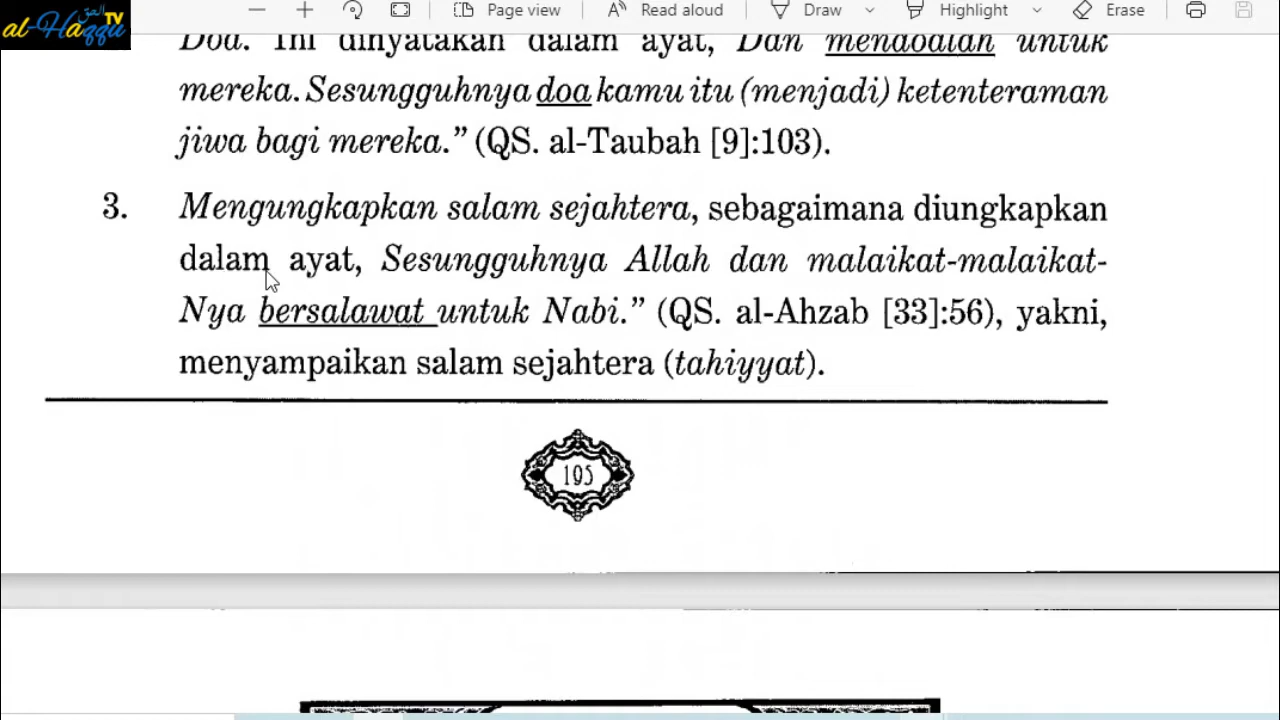 الحق
al-Haqqu TV
Page view
Read aloud
Draw
Highlight
Erase
Doa. Ini dinyatakan dalam ayat, Dan mendoalah untuk
mereka. Sesungguhnya doa kamu itu (menjadi) ketenteraman
jiwa bagi mereka.” (QS. al-Taubah [9]:103).
3. Mengungkapkan salam sejahtera, sebagaimana diungkapkan
dalam ayat, Sesungguhnya Allah dan malaikat-malaikat-
Nya bersalawat untuk Nabi.” (QS. al-Ahzab [33]:56), yakni,
menyampaikan salam sejahtera (tahiyyat).
105